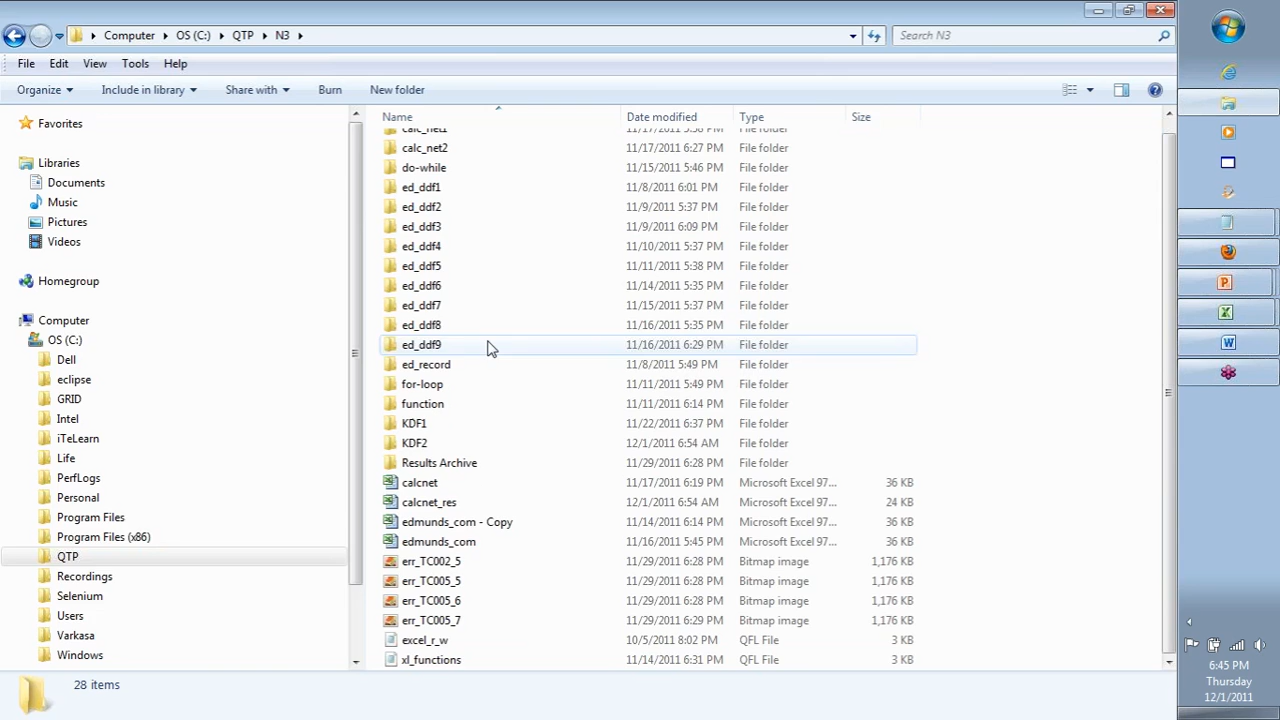 Computer OS (C:) QTP N3 Search N3
File Edit View Tools Help
Organize Include in library Share with Burn New folder
Favorites
Libraries
Documents
Music
Pictures
Videos
Homegroup
Computer
OS (C:)
Dell
eclipse
GRID
Intel
iTeLearn
Life
PerfLogs
Personal
Program Files
Program Files (x86)
QTP
Recordings
Selenium
Users
Varkasa
Windows
Name Date modified Type Size
calc_net1 11/17/2011 5:58 PM File folder
calc_net2 11/17/2011 6:27 PM File folder
do-while 11/15/2011 5:46 PM File folder
ed_ddf1 11/8/2011 6:01 PM File folder
ed_ddf2 11/9/2011 5:37 PM File folder
ed_ddf3 11/9/2011 6:09 PM File folder
ed_ddf4 11/10/2011 5:37 PM File folder
ed_ddf5 11/11/2011 5:38 PM File folder
ed_ddf6 11/14/2011 5:35 PM File folder
ed_ddf7 11/15/2011 5:37 PM File folder
ed_ddf8 11/16/2011 5:35 PM File folder
ed_ddf9 11/16/2011 6:29 PM File folder
ed_record 11/8/2011 5:49 PM File folder
for-loop 11/11/2011 5:49 PM File folder
function 11/11/2011 6:14 PM File folder
KDF1 11/22/2011 6:37 PM File folder
KDF2 12/1/2011 6:54 AM File folder
Results Archive 11/29/2011 6:28 PM File folder
calcnet 11/17/2011 6:19 PM Microsoft Excel 97... 36 KB
calcnet_res 12/1/2011 6:54 AM Microsoft Excel 97... 24 KB
edmunds_com - Copy 11/14/2011 6:14 PM Microsoft Excel 97... 36 KB
edmunds_com 11/16/2011 5:45 PM Microsoft Excel 97... 36 KB
err_TC002_5 11/29/2011 6:28 PM Bitmap image 1,176 KB
err_TC005_5 11/29/2011 6:28 PM Bitmap image 1,176 KB
err_TC005_6 11/29/2011 6:28 PM Bitmap image 1,176 KB
err_TC005_7 11/29/2011 6:29 PM Bitmap image 1,176 KB
excel_r_w 10/5/2011 8:02 PM QFL File 3 KB
xl_functions 11/14/2011 6:31 PM QFL File 3 KB
28 items
6:45 PM
Thursday
12/1/2011